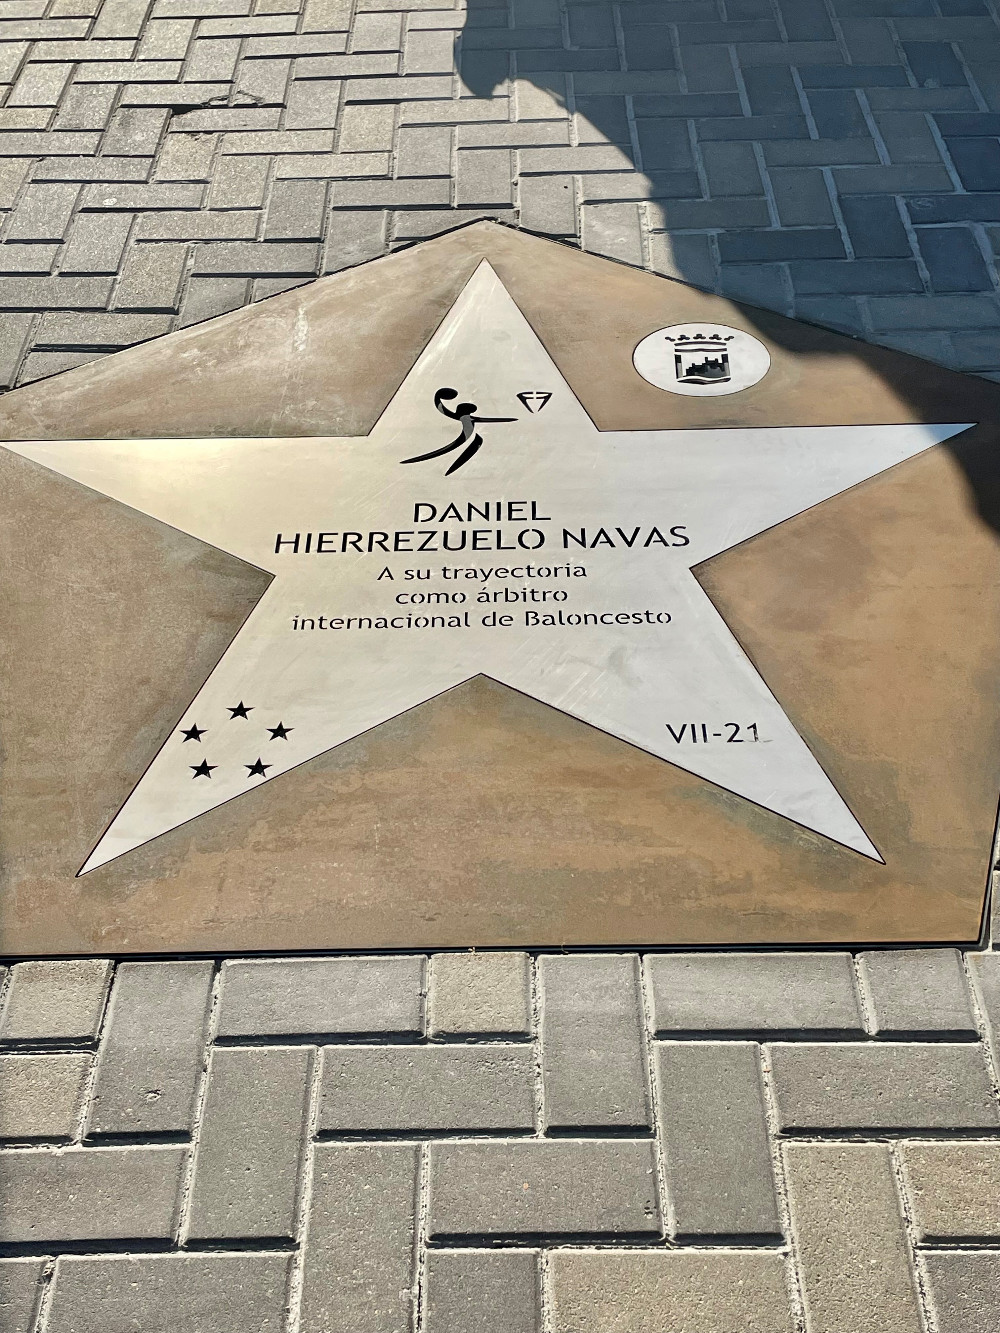 DANIEL
HIERREZUELO NAVAS
A su trayectoria
como árbitro
internacional de Baloncesto
VII-21